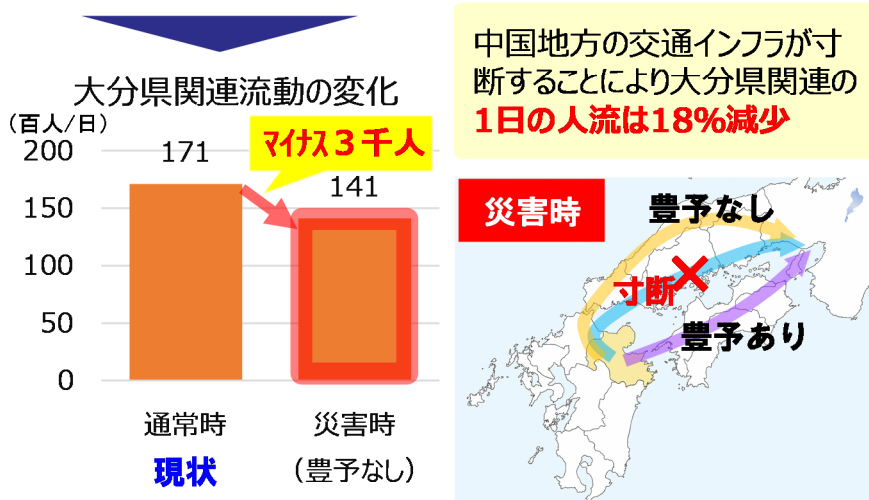 大分県関連流動の変化
(百人/日)
200
150
100
50
0
171
マイナス3千人
141
通常時
現状
災害時
(豊予なし)
中国地方の交通インフラが寸
断することにより大分県関連の
1日の人流は18%減少
災害時
豊予なし
寸断
豊予あり